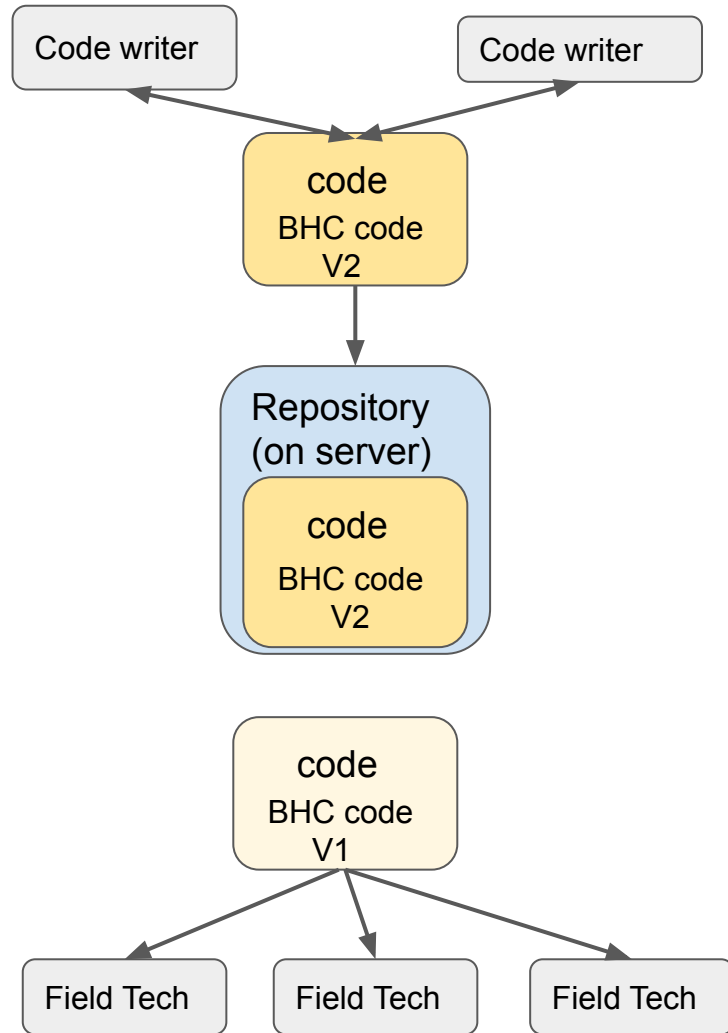 Code writer
Code writer
code
BHC code
V2
Repository
(on server)
code
BHC code
V2
code
BHC code
V1
Field Tech
Field Tech
Field Tech